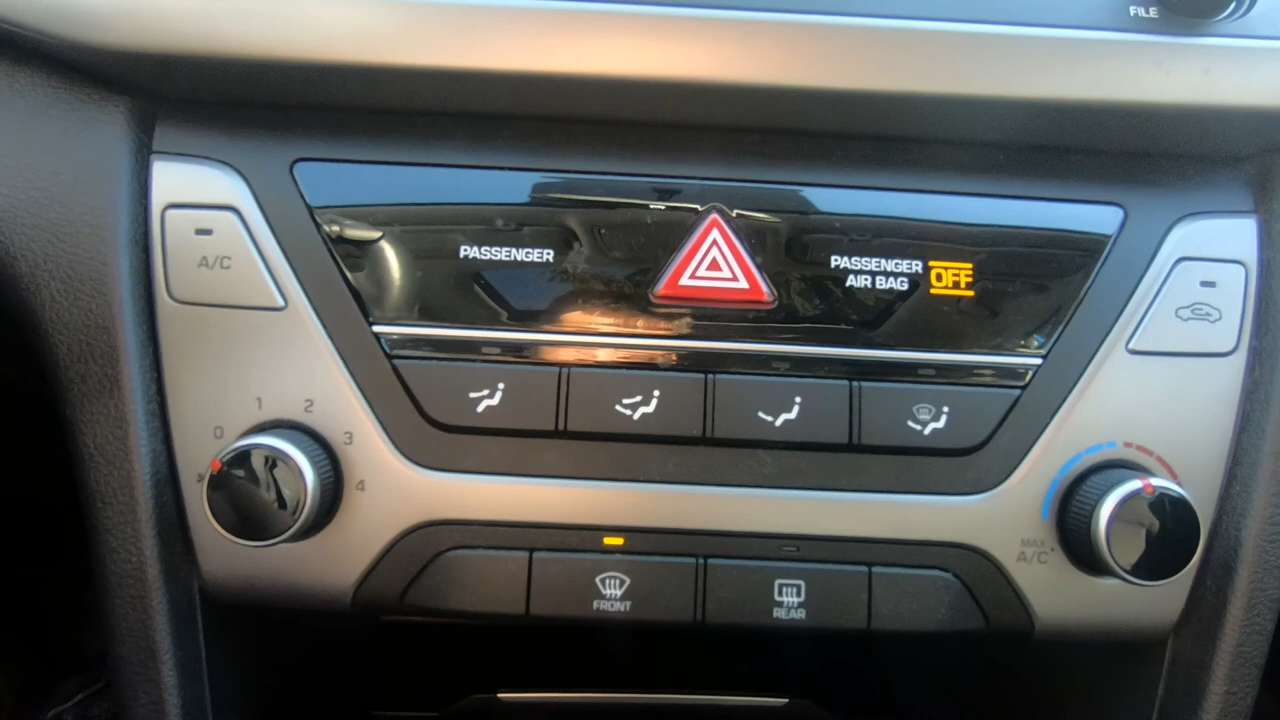 FILE
A/C
PASSENGER
PASSENGER
AIR BAG
OFF
0
1
2
3
4
MAX
A/C
FRONT
REAR